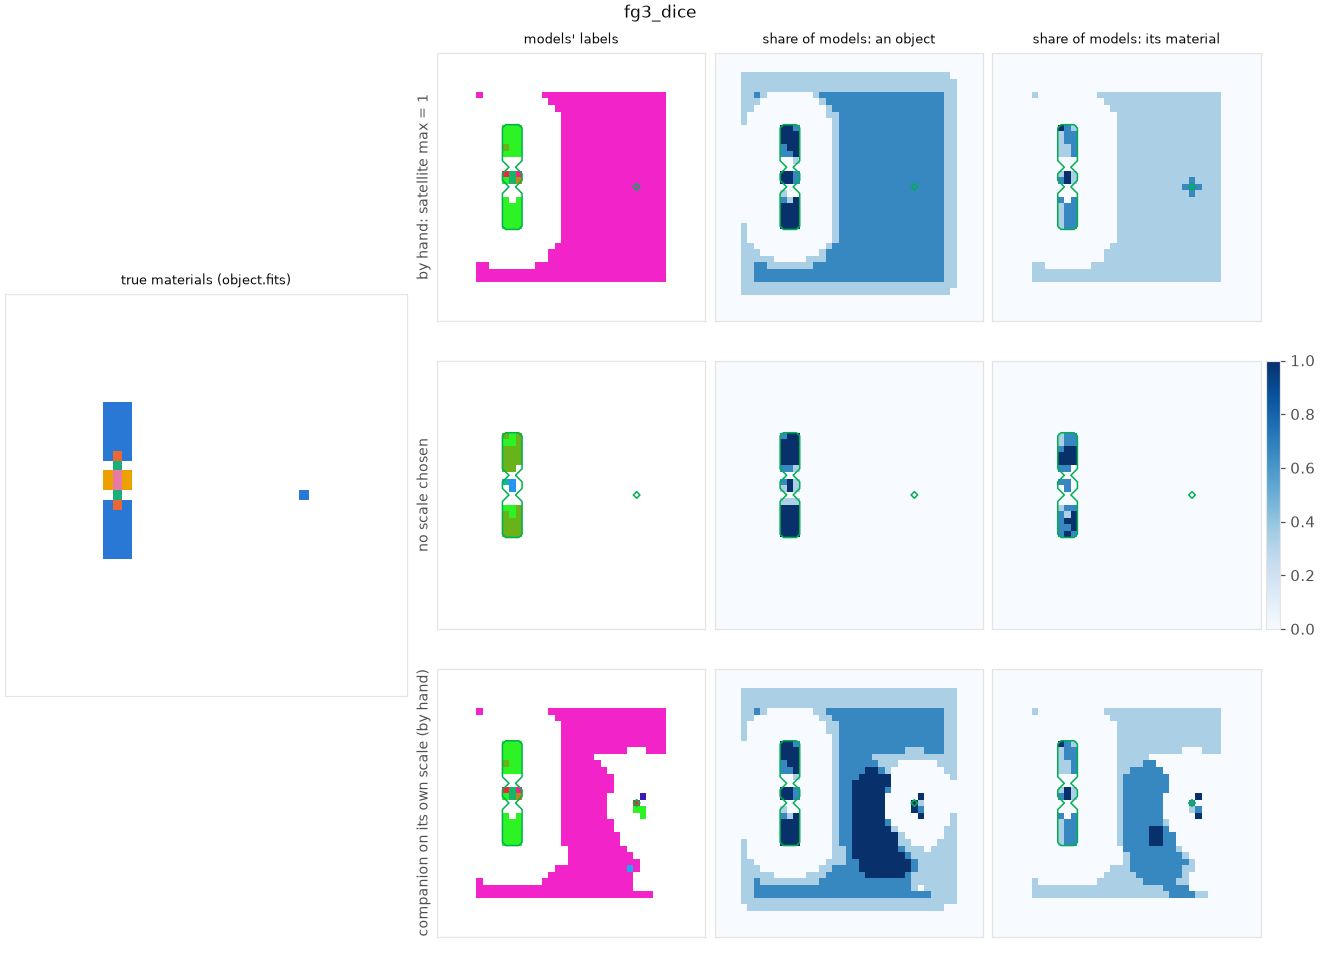 fg3_dice
models' labels
share of models: an object
share of models: its material
by hand: satellite max = 1
true materials (object.fits)
no scale chosen
1.0
0.8
0.6
0.4
0.2
0.0
companion on its own scale (by hand)